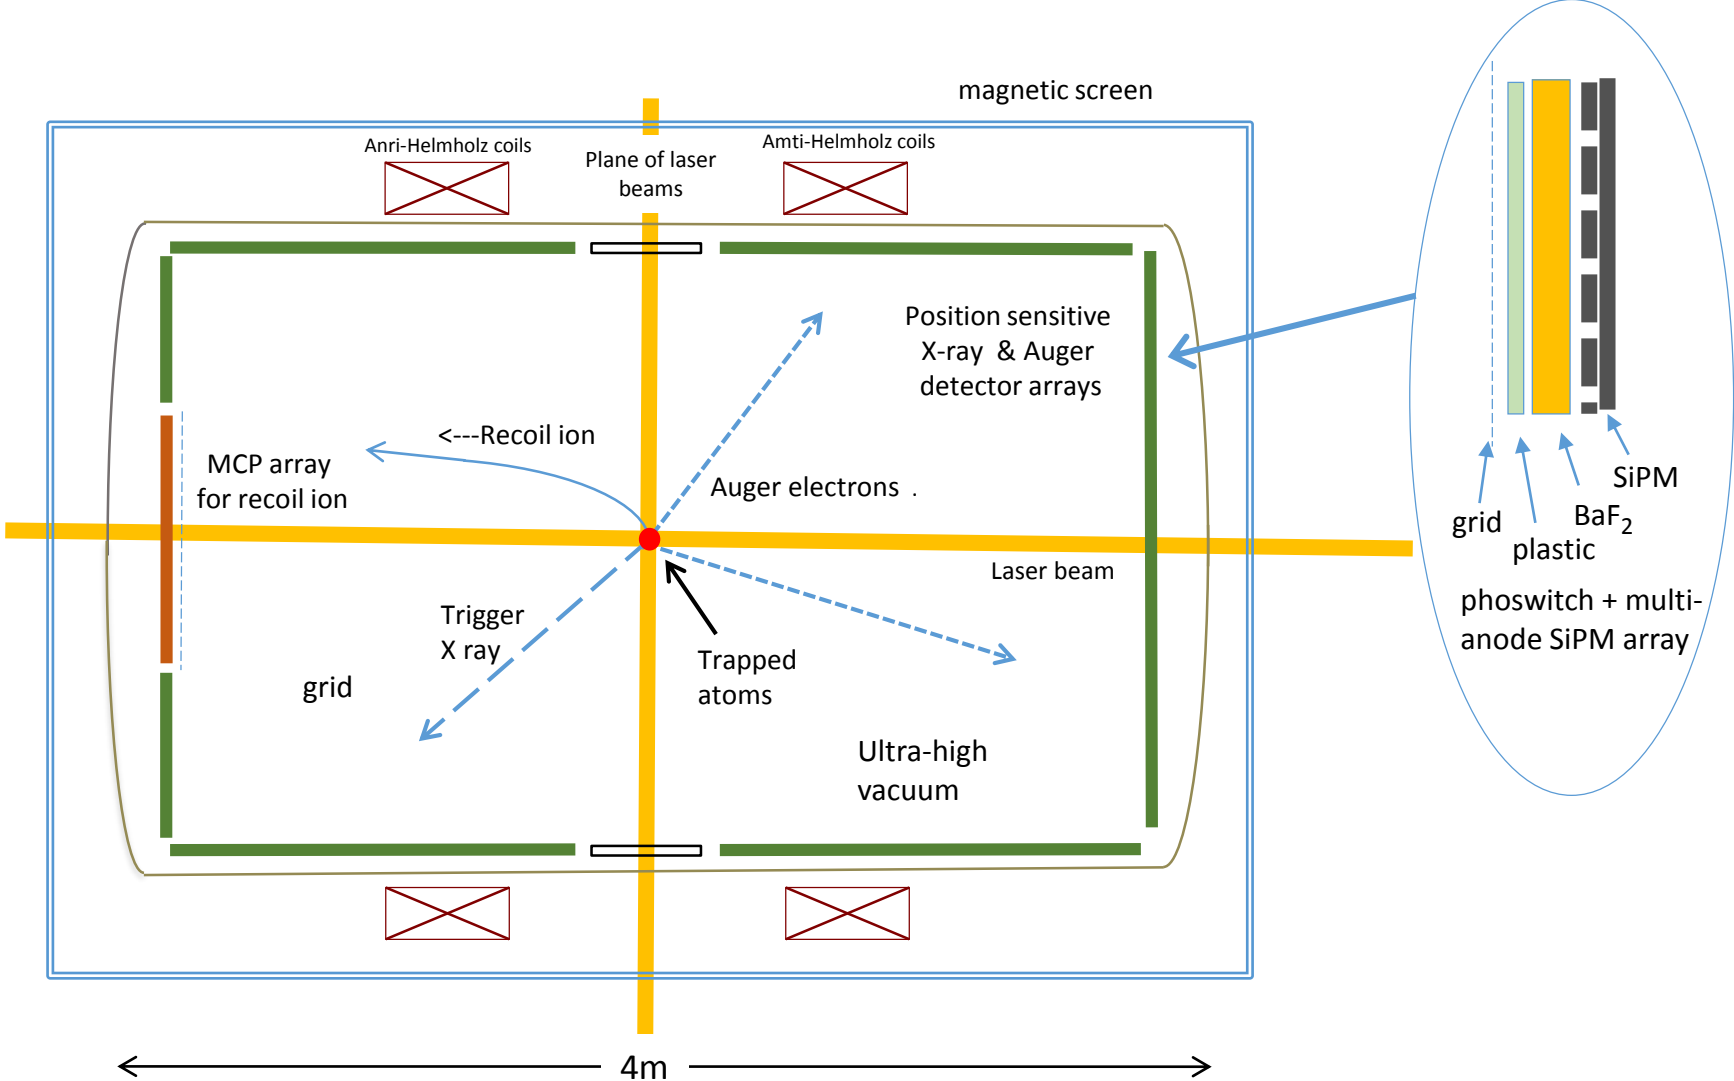 magnetic screen
Anri-Helmholz coils
Amti-Helmholz coils
Plane of laser
beams
Position sensitive
X-ray & Auger
detector arrays
<---Recoil ion
MCP array
for recoil ion
Auger electrons .
Laser beam
Trigger
X ray
Trapped
atoms
grid
Ultra-high
vacuum
4m
SiPM
BaF2
grid
plastic
phoswitch + multi-
anode SiPM array